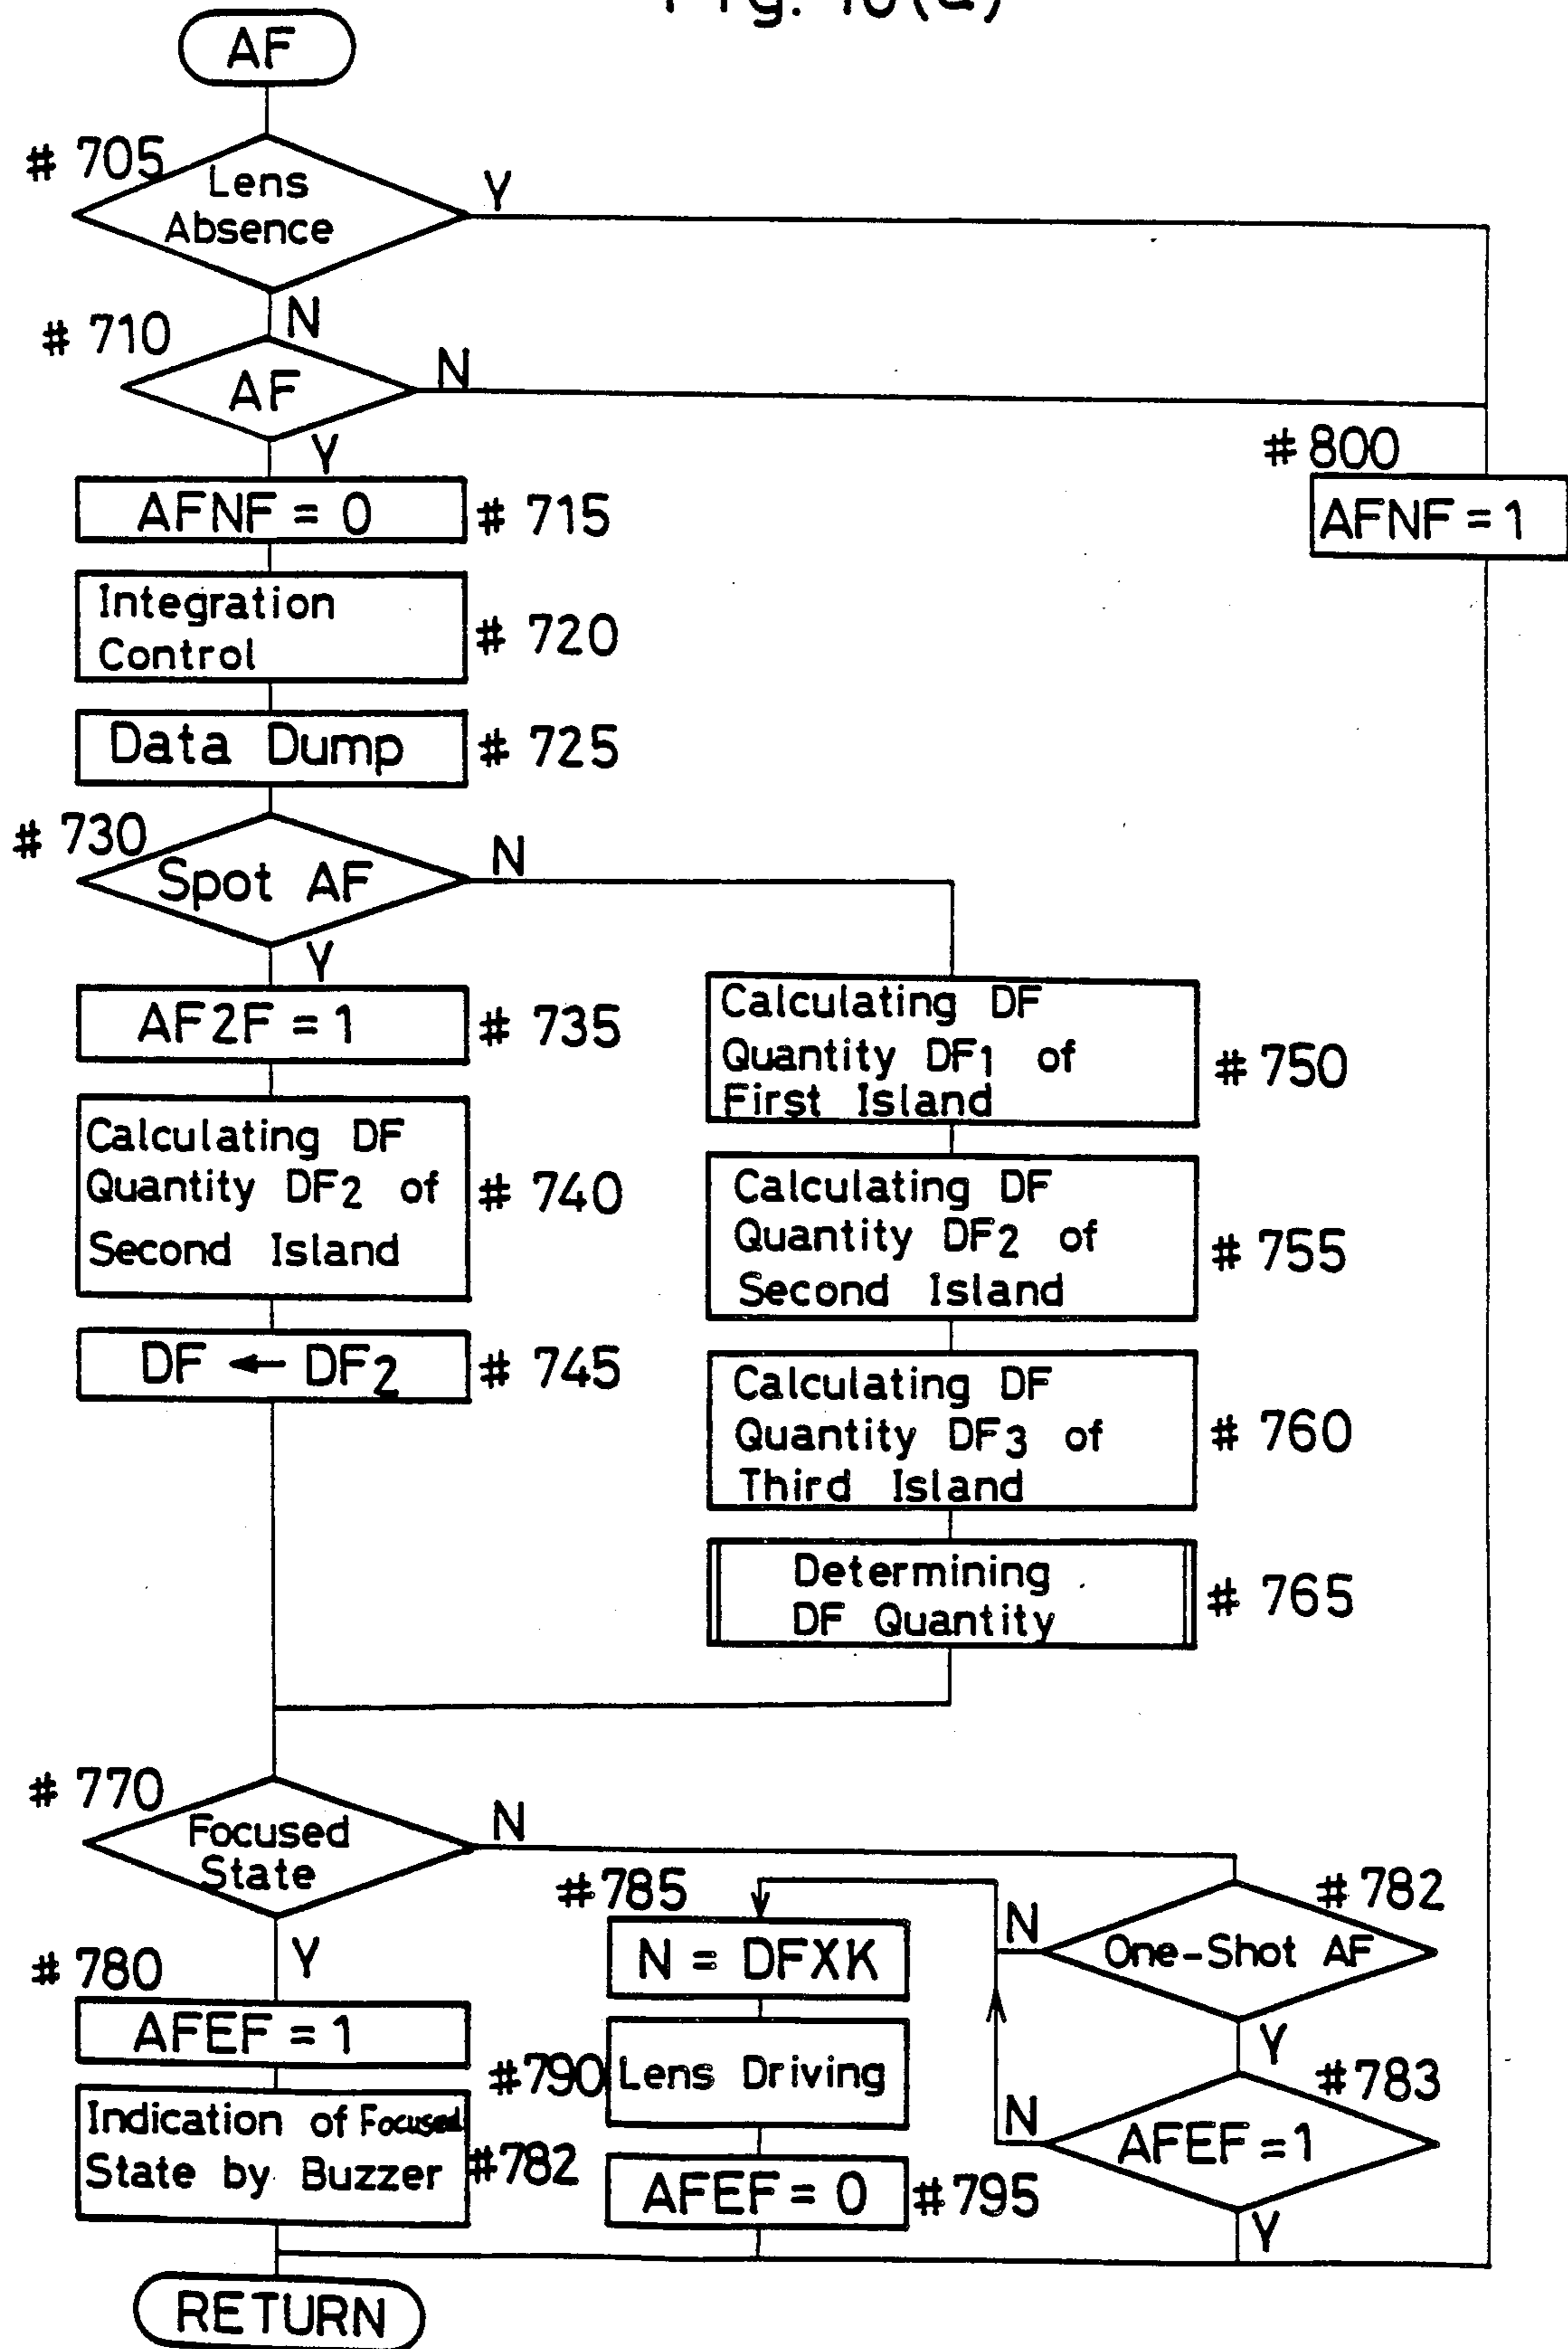 Fig. 10(a)
AF
# 705
Lens
Absence
Y
N
# 710
AF
N
Y
# 800
AFNF = 1
AFNF = 0
# 715
Integration
Control
# 720
Data Dump
# 725
# 730
Spot AF
N
Y
AF2F = 1
# 735
Calculating DF
Quantity DF2 of
Second Island
# 740
DF ← DF2
# 745
Calculating DF
Quantity DF1 of
First Island
# 750
Calculating DF
Quantity DF2 of
Second Island
# 755
Calculating DF
Quantity DF3 of
Third Island
# 760
Determining
DF Quantity
# 765
# 770
Focused
State
N
Y
# 780
AFEF = 1
Indication of Focused
State by Buzzer
#782
#785
N = DFXK
#790
Lens Driving
AFEF = 0
#795
#782
One-Shot AF
N
Y
#783
AFEF = 1
N
Y
RETURN